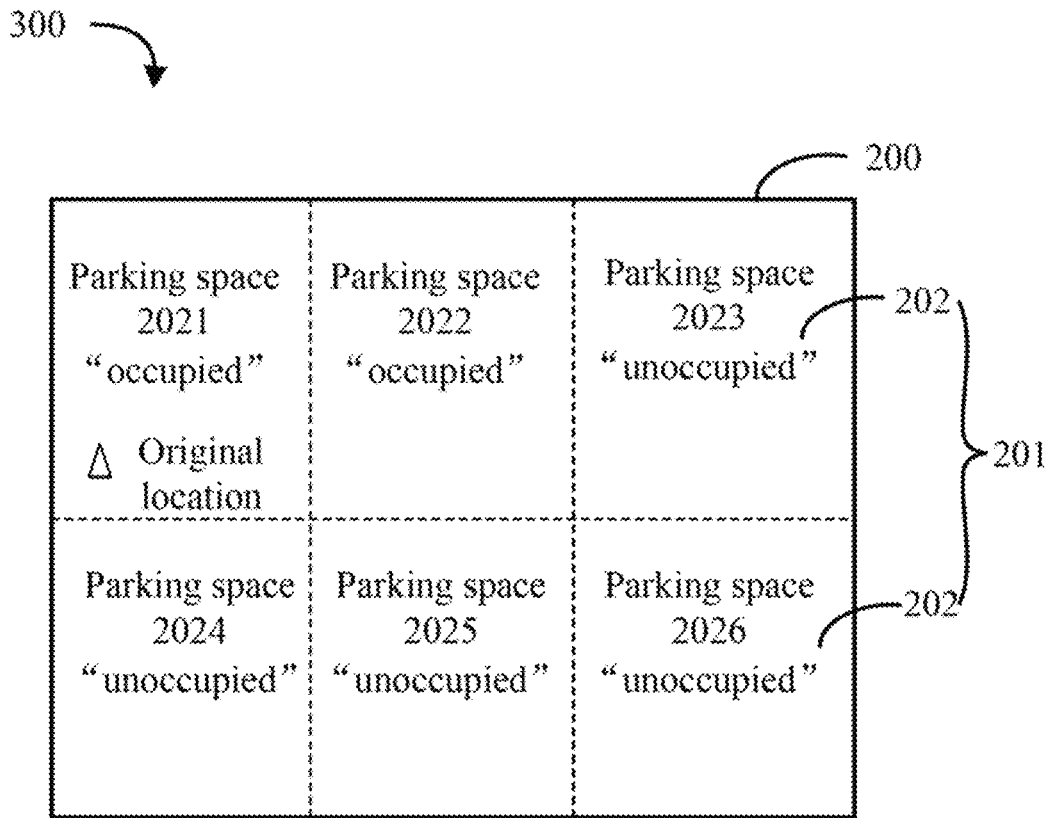 300
200
Parking space
2021
“occupied”
Δ Original
location
Parking space
2022
“occupied”
Parking space
2023
“unoccupied”
202
201
Parking space
2024
“unoccupied”
Parking space
2025
“unoccupied”
Parking space
2026
“unoccupied”
202